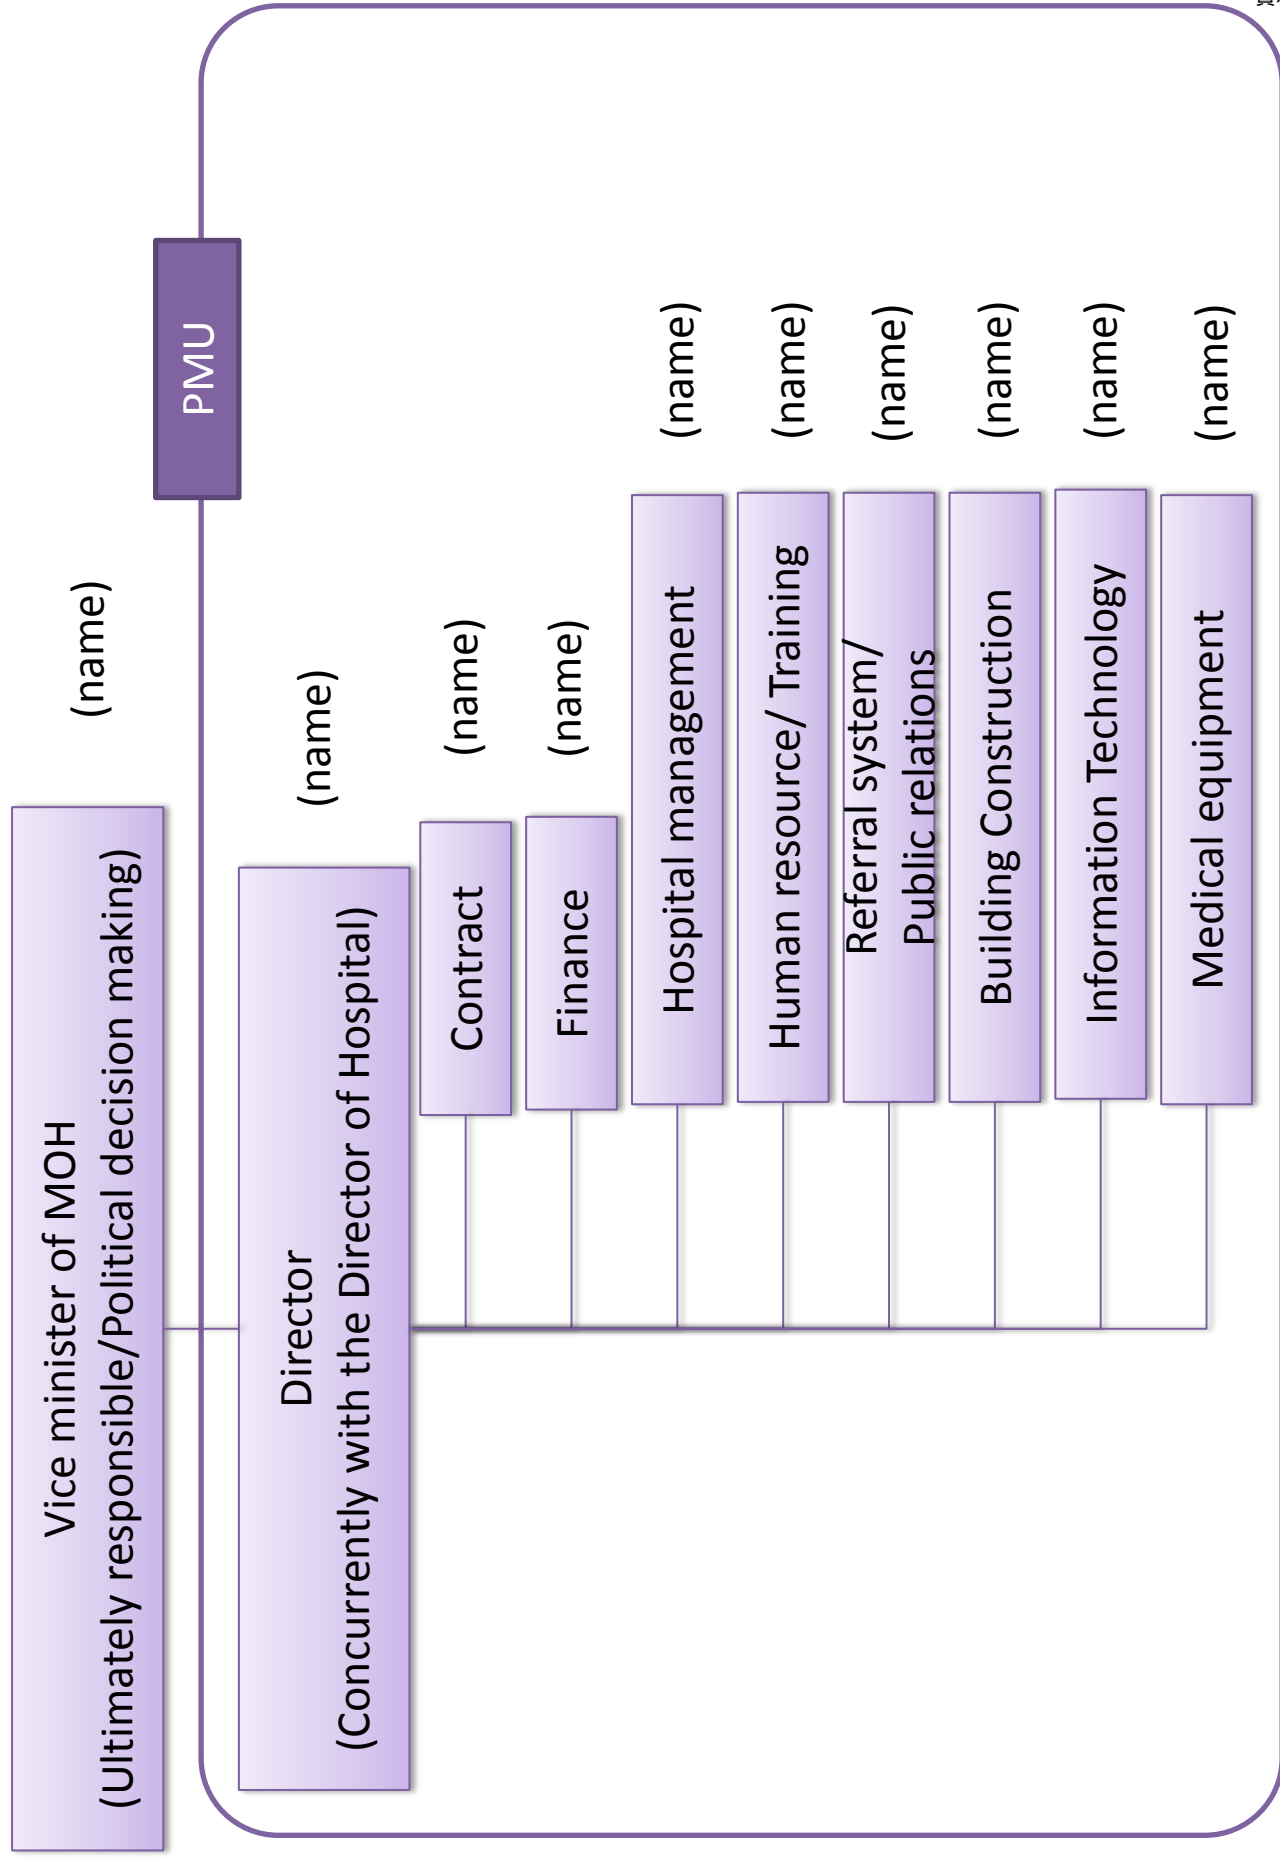 Vice minister of MOH
(Ultimately responsible/Political decision making)
(name)
PMU
Director
(Concurrently with the Director of Hospital)
(name)
Contract
(name)
Finance
(name)
Hospital management
(name)
Human resource/ Training
(name)
Referral system/
Public relations
(name)
Building Construction
(name)
Information Technology
(name)
Medical equipment
(name)